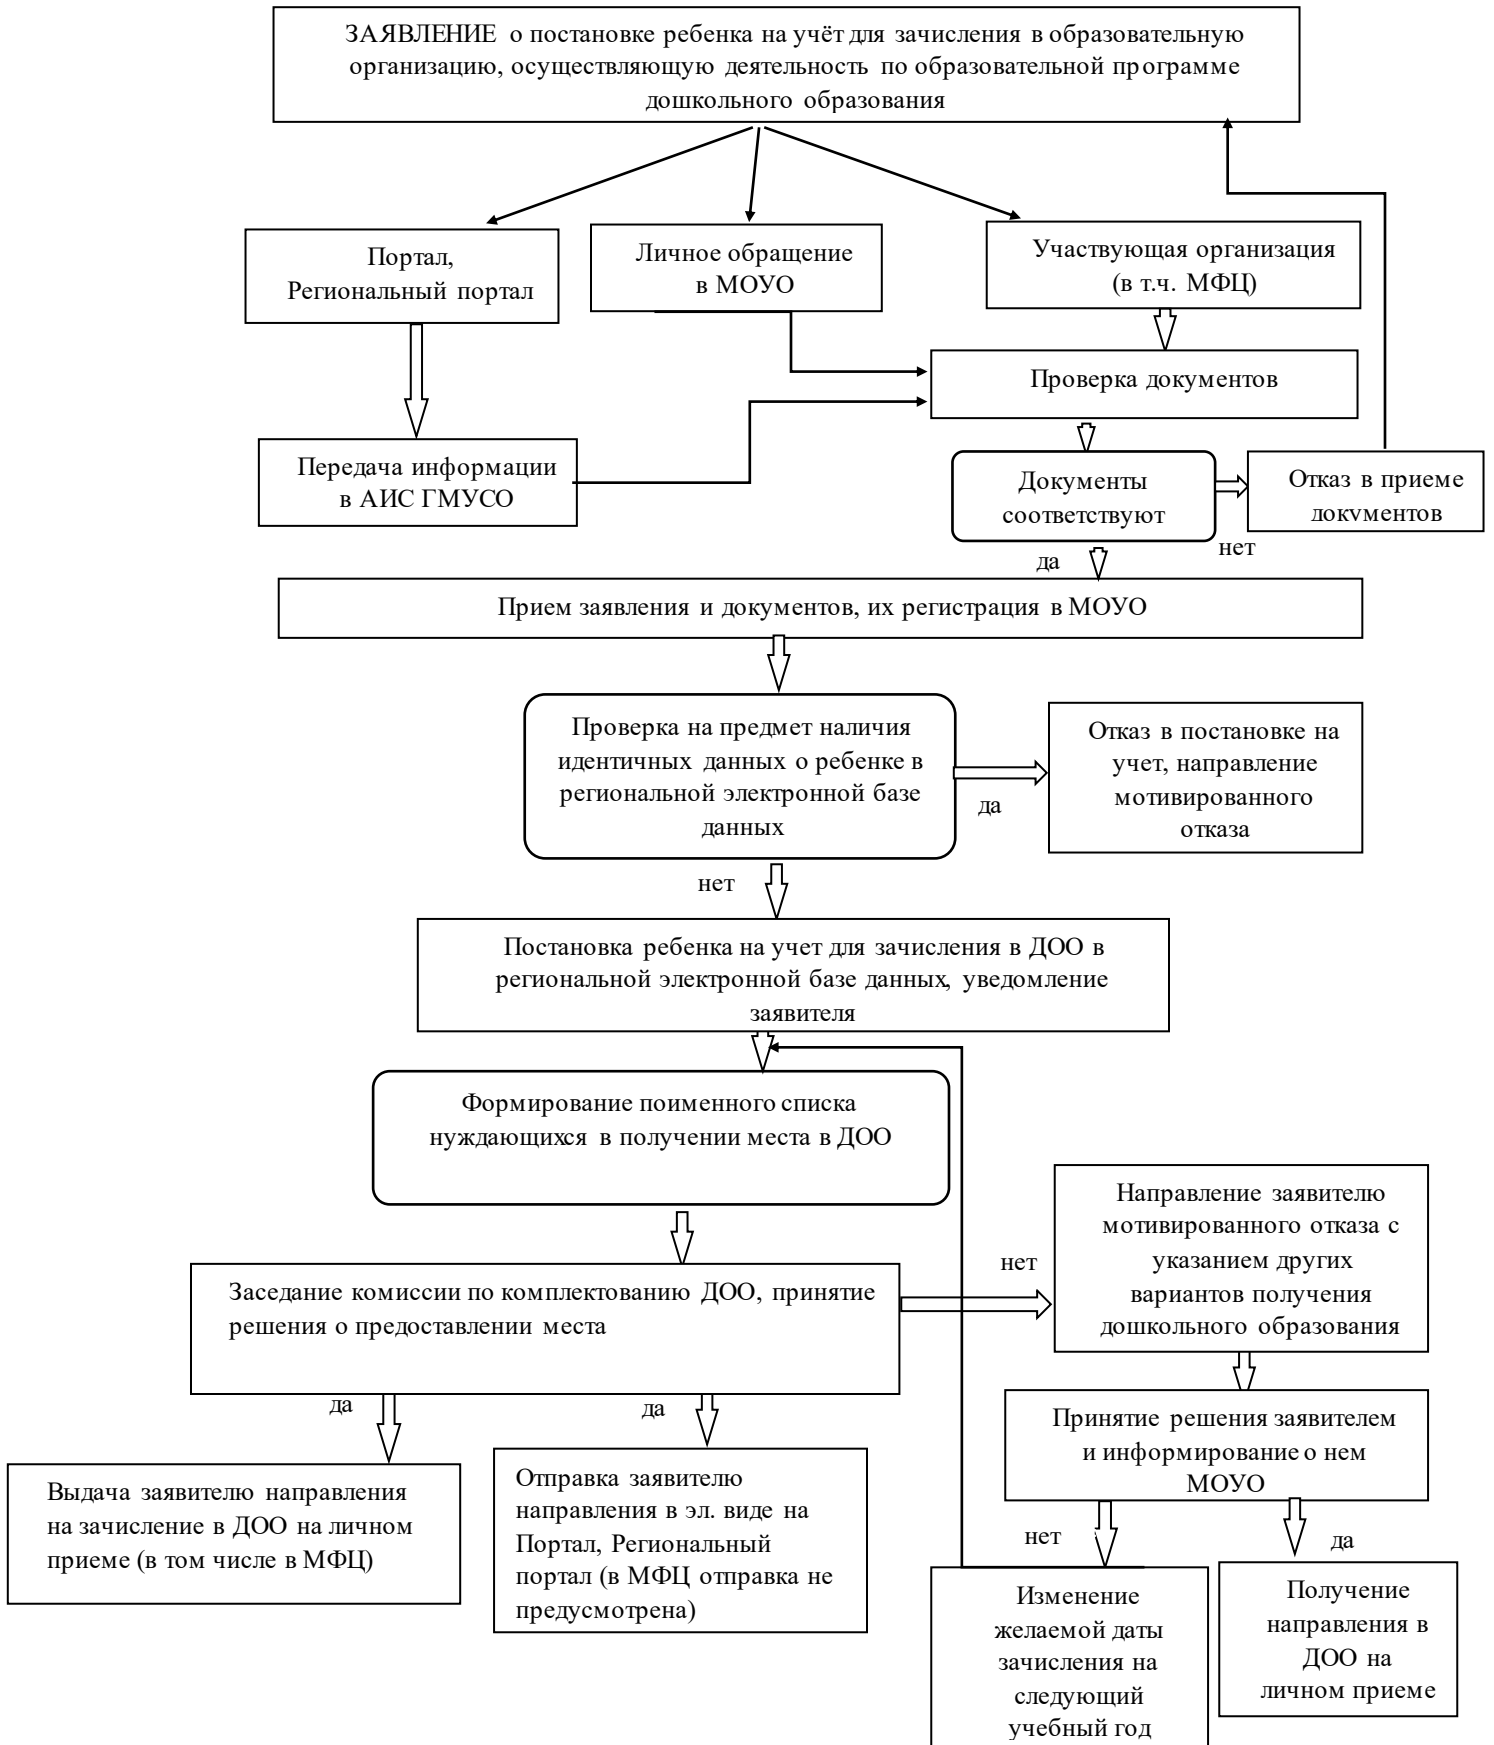 ЗАЯВЛЕНИЕ о постановке ребенка на учёт для зачисления в образовательную
организацию, осуществляющую деятельность по образовательной программе
дошкольного образования
Портал,
Региональный портал
Личное обращение
в МОУО
Участвующая организация
(в т.ч. МФЦ)
Проверка документов
Передача информации
в АИС ГМУСО
Документы
соответствуют
Отказ в приеме
документов
нет
да
Прием заявления и документов, их регистрация в МОУО
Проверка на предмет наличия
идентичных данных о ребенке в
региональной электронной базе
данных
да
Отказ в постановке на
учет, направление
мотивированного
отказа
нет
Постановка ребенка на учет для зачисления в ДОО в
региональной электронной базе данных, уведомление
заявителя
Формирование поименного списка
нуждающихся в получении места в ДОО
Заседание комиссии по комплектованию ДОО, принятие
решения о предоставлении места
нет
Направление заявителю
мотивированного отказа с
указанием других
вариантов получения
дошкольного образования
да
да
Принятие решения заявителем
и информирование о нем
МОУО
Выдача заявителю направления
на зачисление в ДОО на личном
приеме (в том числе в МФЦ)
Отправка заявителю
направления в эл. виде на
Портал, Региональный
портал (в МФЦ отправка не
предусмотрена)
нет
да
Изменение
желаемой даты
зачисления на
следующий
учебный год
Получение
направления в
ДОО на
личном приеме